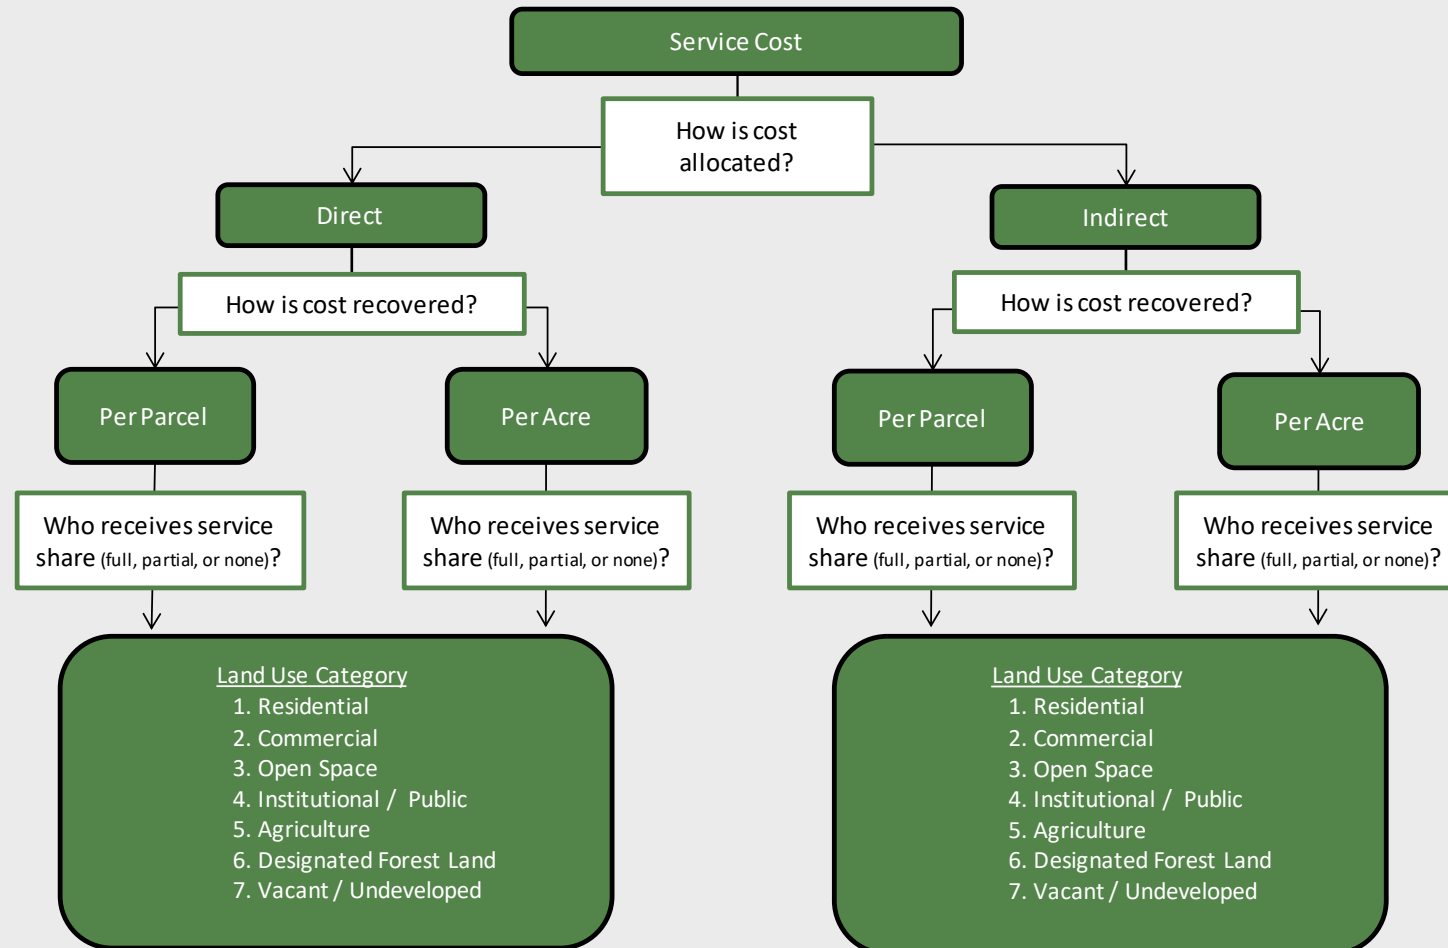 Service Cost
How is cost
allocated?
Direct
Indirect
How is cost recovered?
How is cost recovered?
Per Parcel
Per Acre
Per Parcel
Per Acre
Who receives service
share (full, partial, or none)?
Who receives service
share (full, partial, or none)?
Who receives service
share (full, partial, or none)?
Who receives service
share (full, partial, or none)?
Land Use Category
1. Residential
2. Commercial
3. Open Space
4. Institutional / Public
5. Agriculture
6. Designated Forest Land
7. Vacant / Undeveloped
Land Use Category
1. Residential
2. Commercial
3. Open Space
4. Institutional / Public
5. Agriculture
6. Designated Forest Land
7. Vacant / Undeveloped